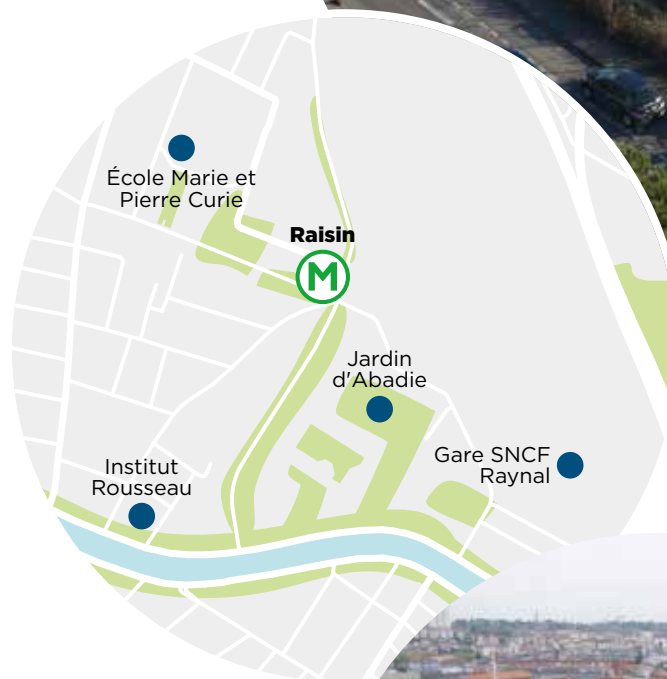 École Marie et
Pierre Curie
Raisin
M
Jardin
d'Abadie
Gare SNCF
Raynal
Institut
Rousseau